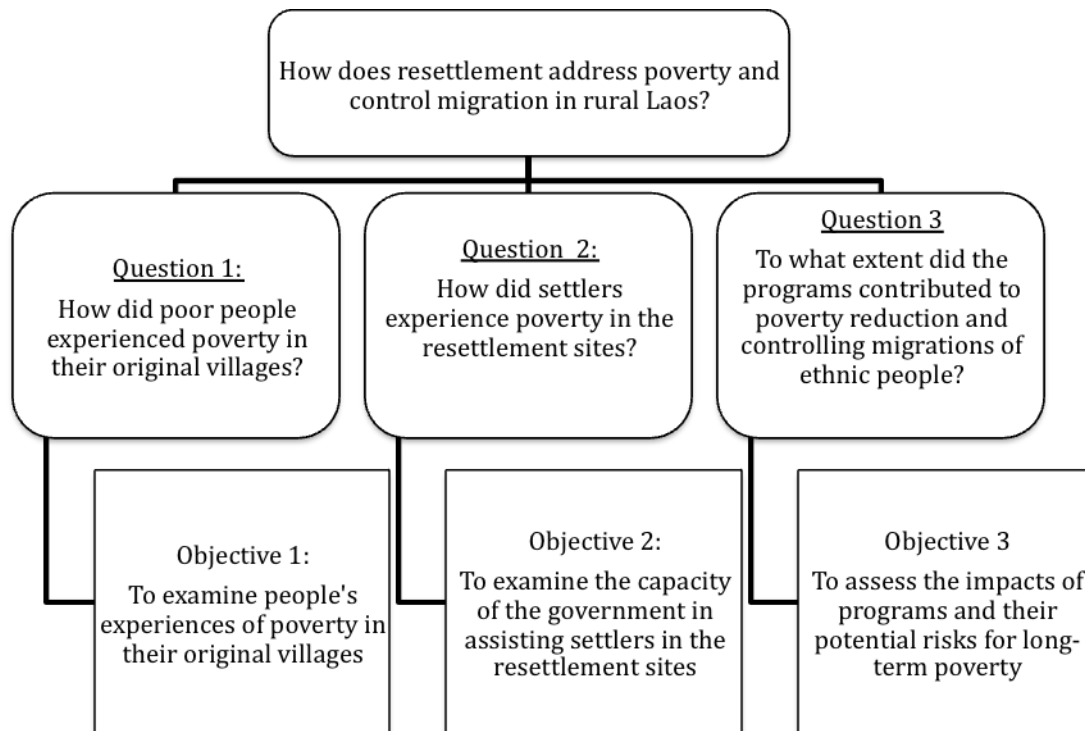 How does resettlement address poverty and
control migration in rural Laos?
Question 1:
How did poor people
experienced poverty in
their original villages?
Question  2:
How did settlers
experience poverty in the
resettlement sites?
Question 3
To what extent did the
programs contributed to
poverty reduction and
controlling migrations of
ethnic people?
Objective 1:
To examine people's
experiences of poverty in
their original villages
Objective 2:
To examine the capacity
of the government in
assisting settlers in the
resettlement sites
Objective 3
To assess the impacts of
programs and their
potential risks for long-
term poverty